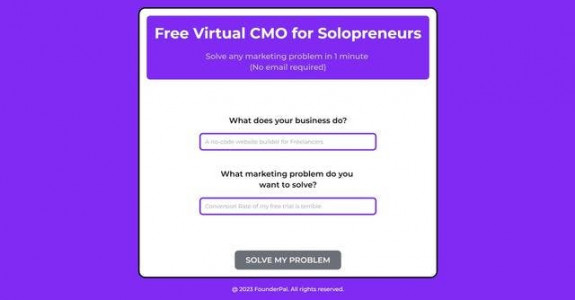 Free Virtual CMO for Solopreneurs
Solve any marketing problem in 1 minute
(No email required)
What does your business do?
A no-code website builder for Freelancers
What marketing problem do you
want to solve?
Conversion Rate of my free trial is terrible
SOLVE MY PROBLEM
@ 2023 FounderPal. All rights reserved.